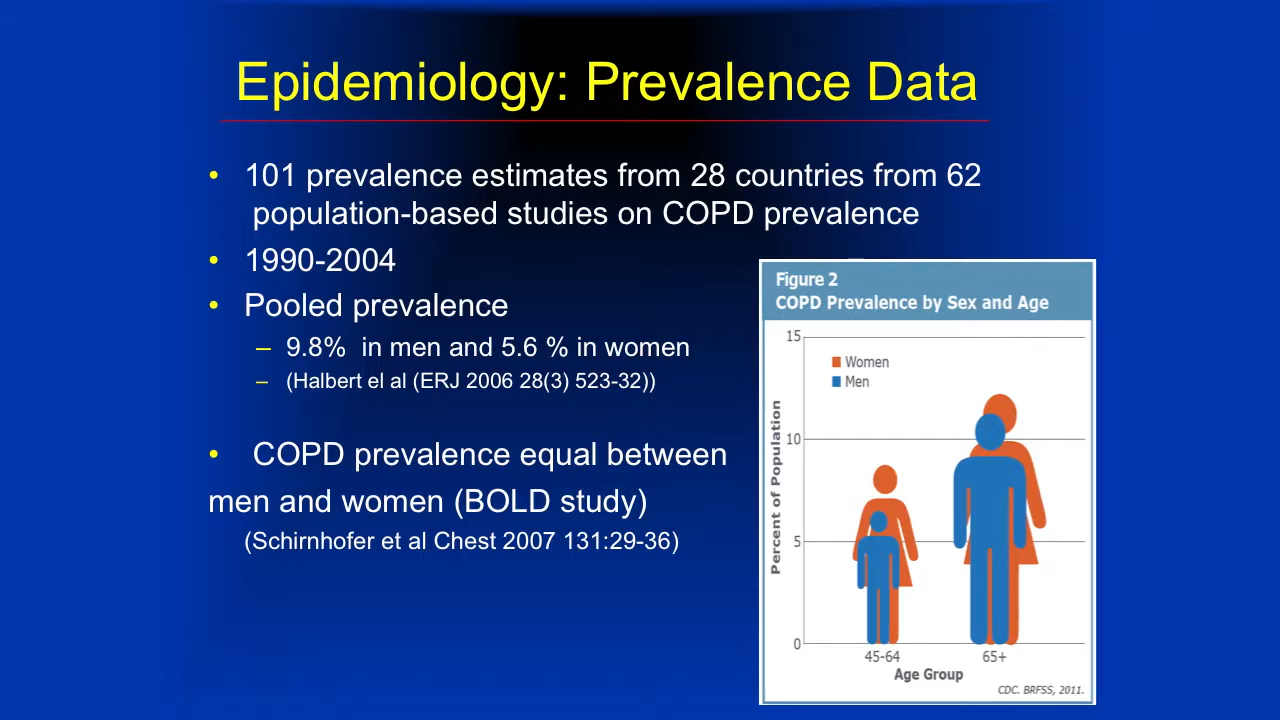 Epidemiology: Prevalence Data
• 101 prevalence estimates from 28 countries from 62
population-based studies on COPD prevalence
• 1990-2004
• Pooled prevalence
– 9.8% in men and 5.6 % in women
– (Halbert el al (ERJ 2006 28(3) 523-32))
• COPD prevalence equal between
men and women (BOLD study)
(Schirnhofer et al Chest 2007 131:29-36)
Figure 2
COPD Prevalence by Sex and Age
Percent of Population
15
10
5
0
Women
Men
45-64
65+
Age Group
CDC. BRFSS, 2011.